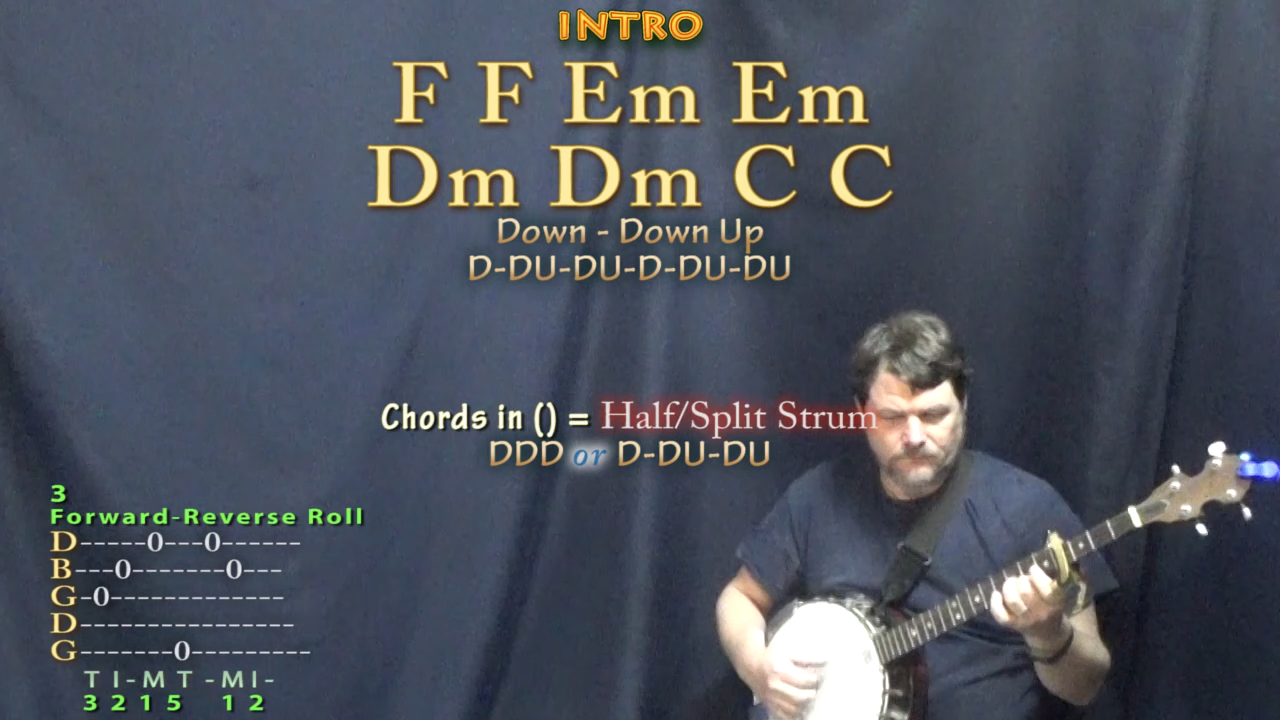 INTRO
F F Em Em
Dm Dm C C
Down - Down Up
D-DU-DU-D-DU-DU
Chords in () = Half/Split Strum
DDD or D-DU-DU
3
Forward-Reverse Roll
D-----0---0------
B---0-------0---
G-0-------------
D----------------
G-------0---------
T I-M T -M I-
3 2 1 5 1 2